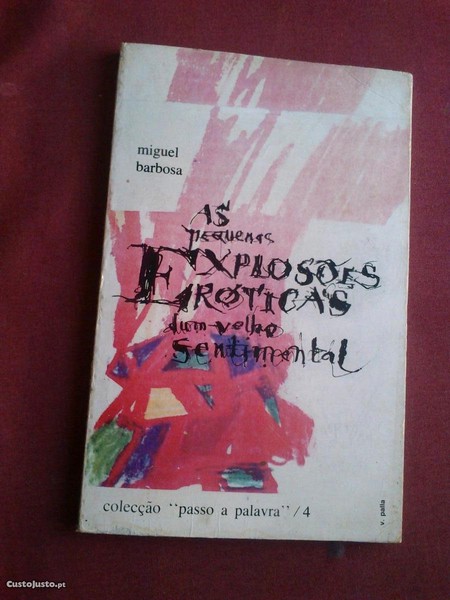 miguel
barbosa
AS
pequenas
EXPLOSÕES
ERÓTICAS
dum velho
sentimental
colecção "passo a palavra" / 4
v. palla
CustoJusto.pt